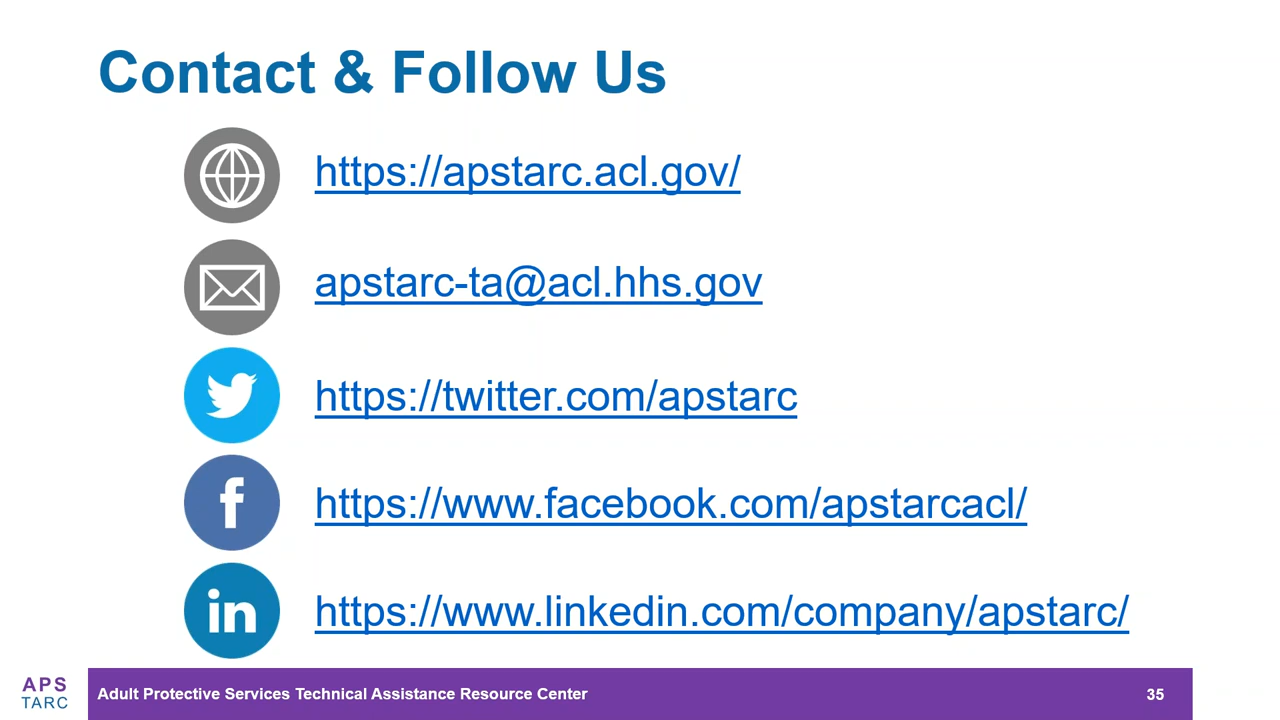 Contact & Follow Us
https://apstarc.acl.gov/
apstarc-ta@acl.hhs.gov
https://twitter.com/apstarc
f https://www.facebook.com/apstarcacl/
in https://www.linkedin.com/company/apstarc/
APS
TARC
Adult Protective Services Technical Assistance Resource Center 35